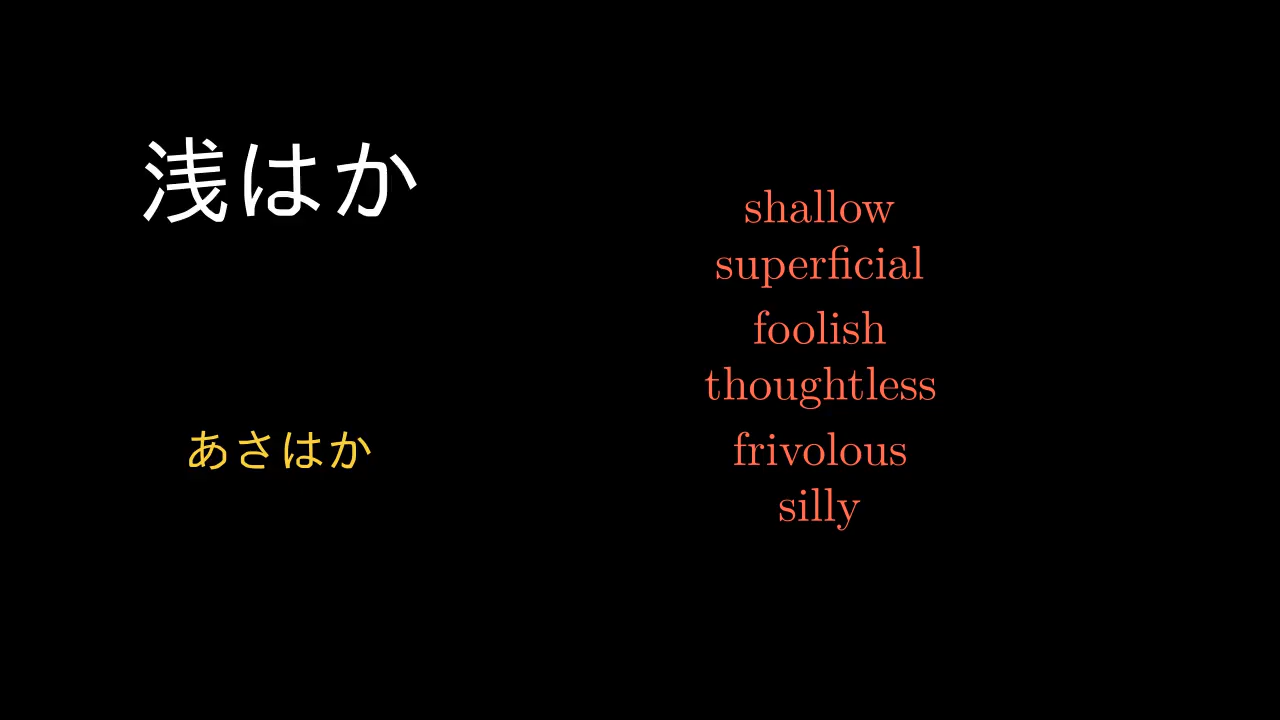 浅はか
あさはか
shallow
superficial
foolish
thoughtless
frivolous
silly